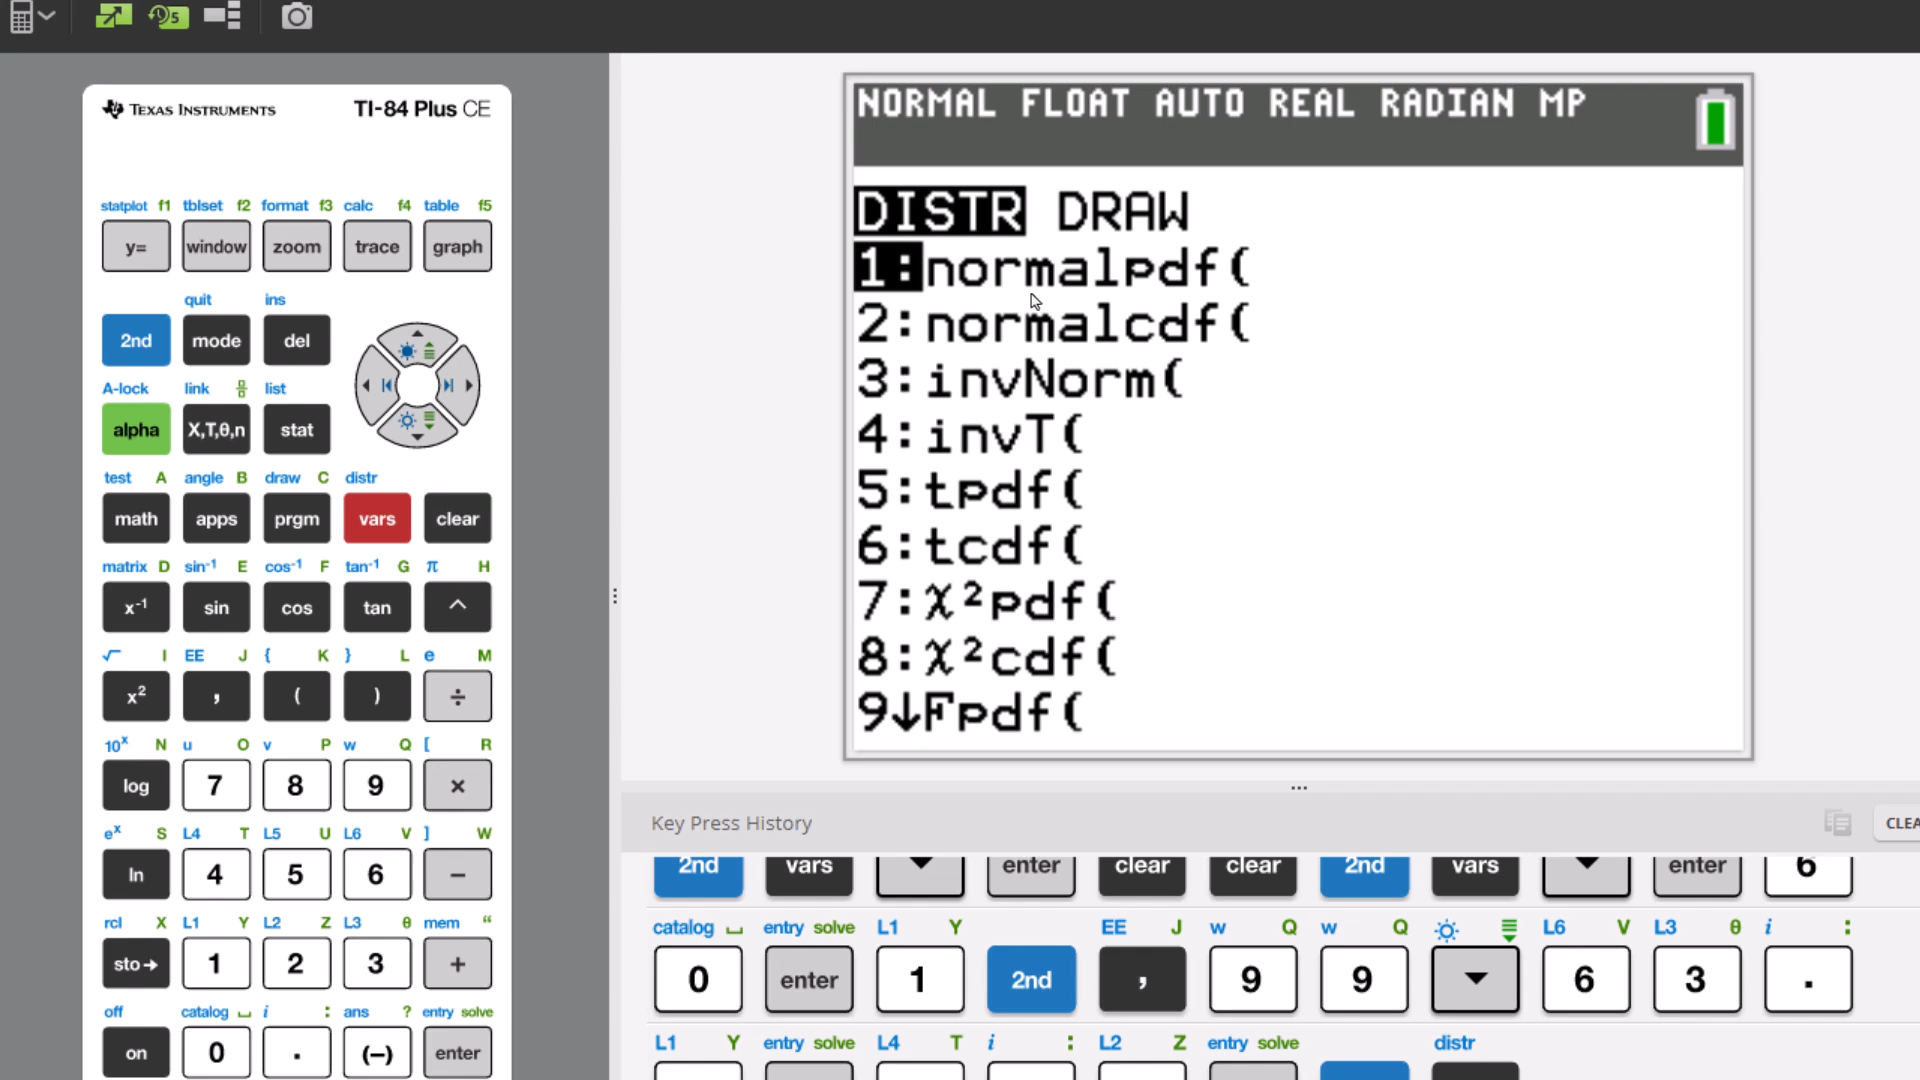 5
TEXAS INSTRUMENTS TI-84 Plus CE
statplot f1 tblset f2 format f3 calc f4 table f5
y= window zoom trace graph
quit ins
2nd mode del
A-lock link list
alpha X,T,θ,n stat
test A angle B draw C distr
math apps prgm vars clear
matrix D sin-1 E cos-1 F tan-1 G π H
x-1 sin cos tan ^
√ I EE J { K } L e M
x² , ( ) ÷
10x N u O v P w Q [ R
log 7 8 9 ×
ex S L4 T L5 U L6 V ] W
ln 4 5 6 −
rcl X L1 Y L2 Z L3 θ mem “
sto→ 1 2 3 +
off catalog ⎵ i : ans ? entry solve
on 0 . (−) enter
NORMAL FLOAT AUTO REAL RADIAN MP
DISTR DRAW
1:normalpdf(
2:normalcdf(
3:invNorm(
4:invT(
5:tpdf(
6:tcdf(
7:χ²pdf(
8:χ²cdf(
9↓Fpdf(
Key Press History CLEA
2nd vars enter clear clear 2nd vars enter 6
catalog ⎵ entry solve L1 Y EE J w Q w Q L6 V L3 θ i :
0 enter 1 2nd , 9 9 6 3 .
L1 Y entry solve L4 T i : L2 Z entry solve distr